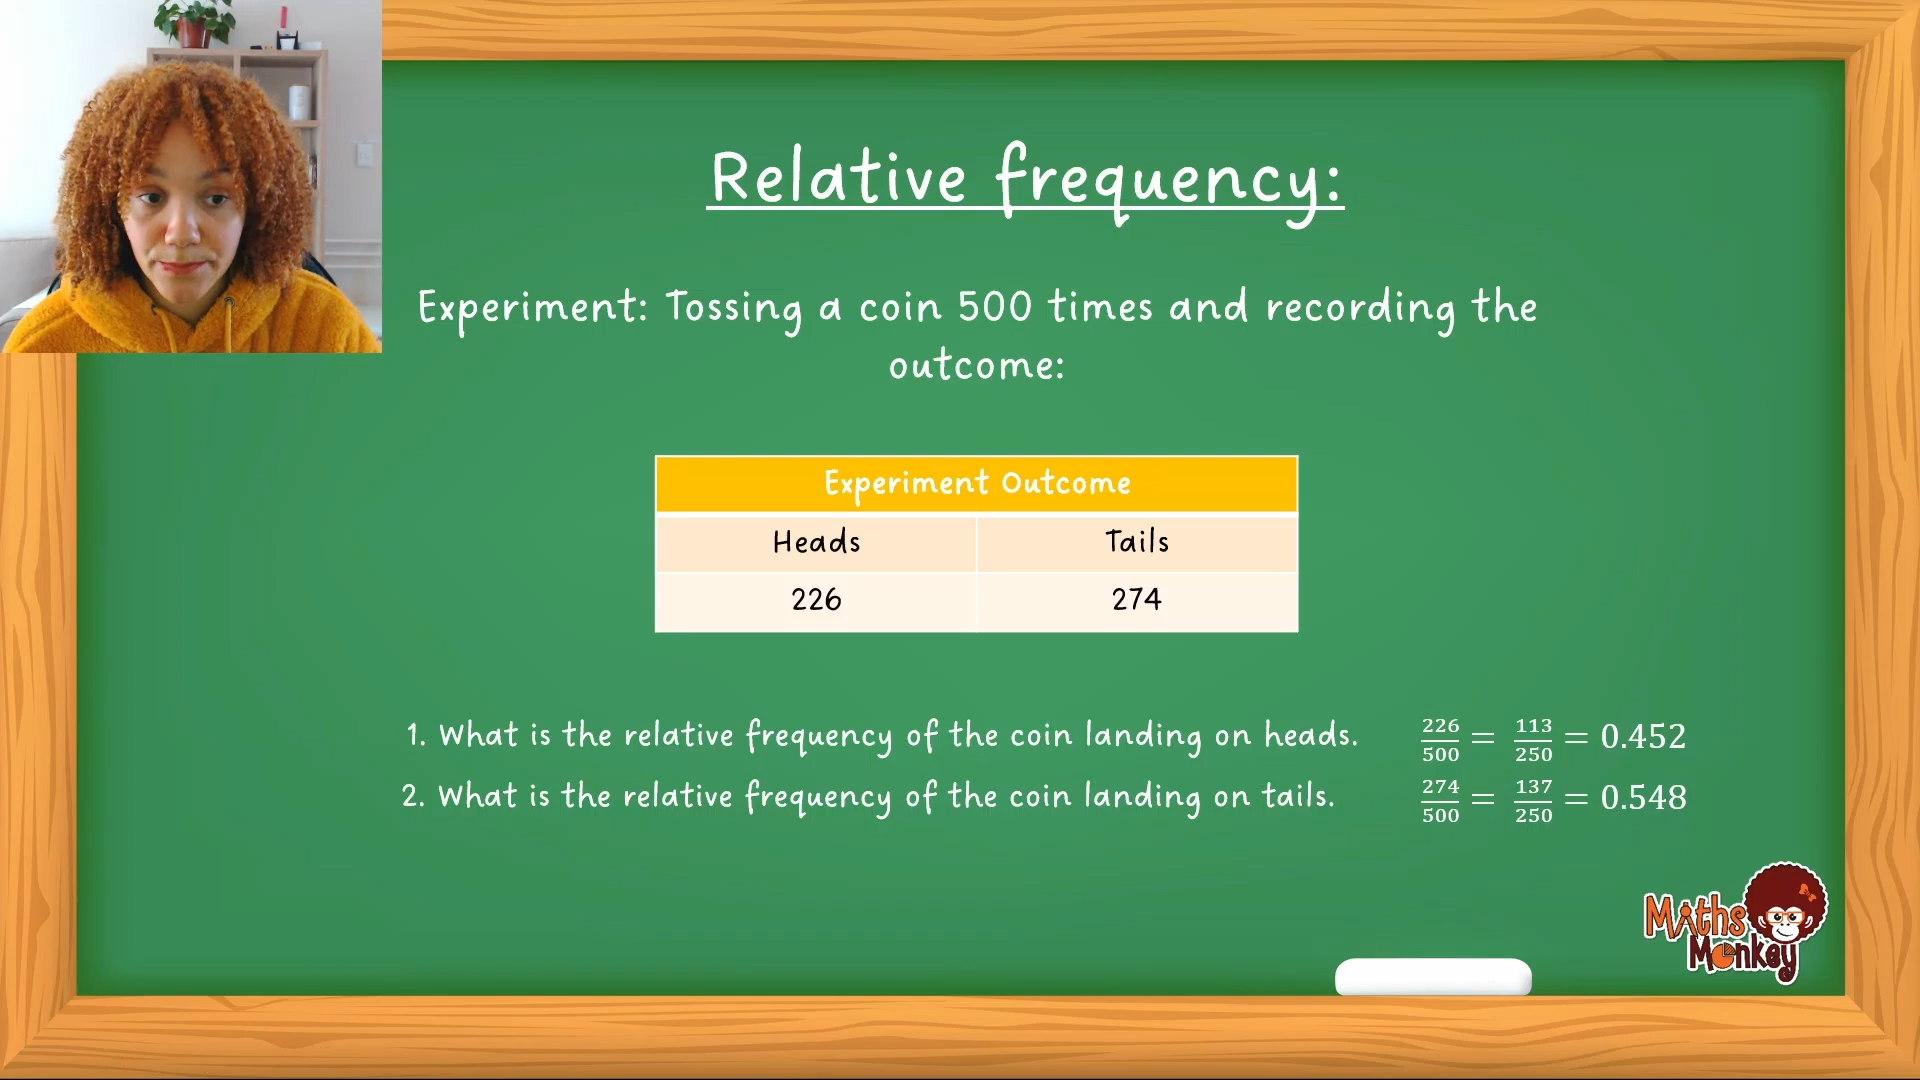 Relative frequency:
Experiment: Tossing a coin 500 times and recording the
outcome:
Experiment Outcome
Heads Tails
226 274
1. What is the relative frequency of the coin landing on heads. 226/500 = 113/250 = 0.452
2. What is the relative frequency of the coin landing on tails. 274/500 = 137/250 = 0.548
Maths
Monkey